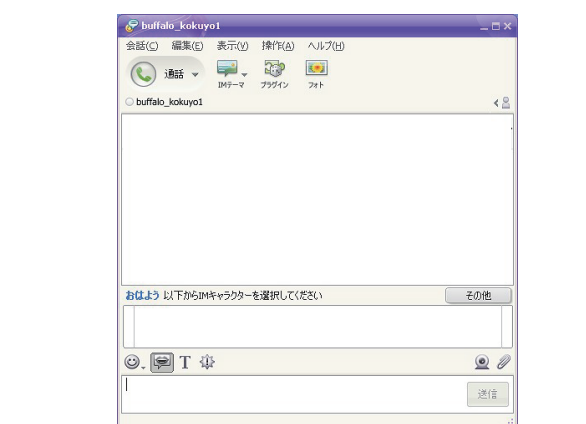 buffalo_kokuyo1
会話(C) 編集(E) 表示(V) 操作(A) ヘルプ(H)
通話
IMテーマ プラグイン フォト
buffalo_kokuyo1
おはよう 以下からIMキャラクターを選択してください その他
T
送信